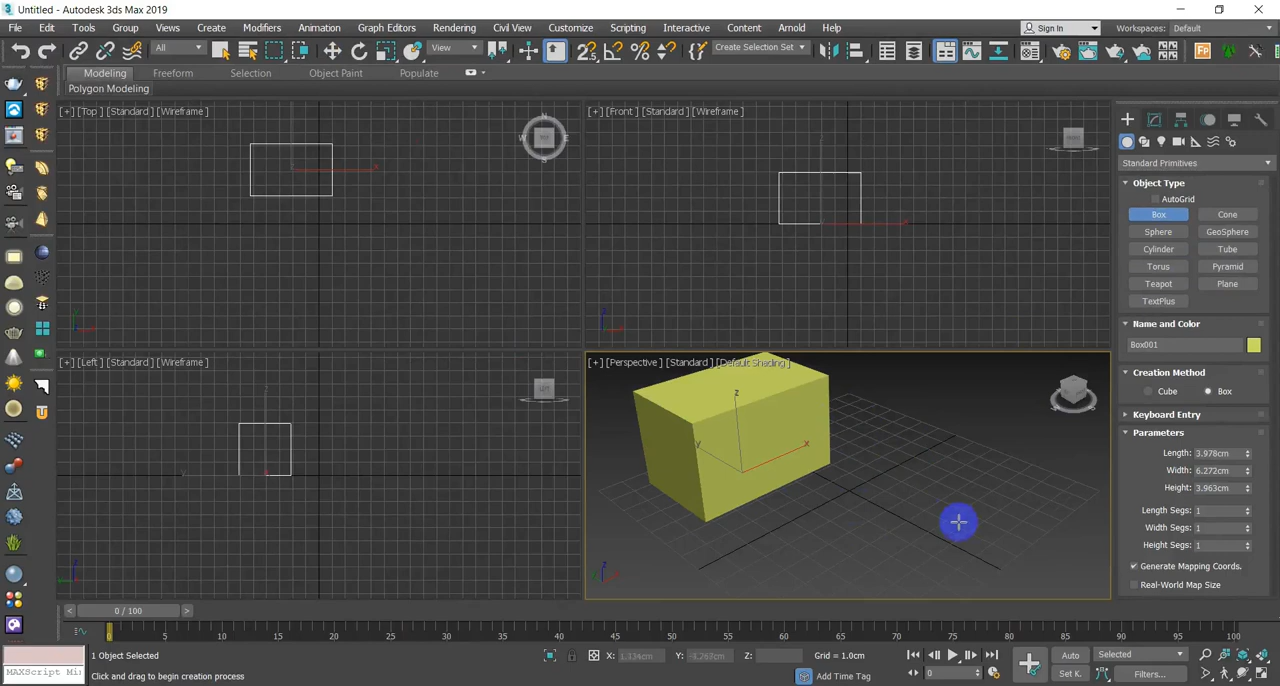 Untitled - Autodesk 3ds Max 2019
File Edit Tools Group Views Create Modifiers Animation Graph Editors Rendering Civil View Customize Scripting Interactive Content Arnold Help Sign In Workspaces: Default
All View Create Selection Set
Modeling Freeform Selection Object Paint Populate
Polygon Modeling
[+] [Top ] [Standard ] [Wireframe ]
[+] [Front ] [Standard ] [Wireframe ]
Standard Primitives
Object Type
AutoGrid
Box Cone
Sphere GeoSphere
Cylinder Tube
Torus Pyramid
Teapot Plane
TextPlus
Name and Color
Box001
[+] [Left ] [Standard ] [Wireframe ]
[+] [Perspective ] [Standard ] [Default Shading ]
Creation Method
Cube Box
Keyboard Entry
Parameters
Length: 3.978cm
Width: 6.272cm
Height: 3.963cm
Length Segs: 1
Width Segs: 1
Height Segs: 1
Generate Mapping Coords.
Real-World Map Size
< 0 / 100 >
0 5 10 15 20 25 30 35 40 45 50 55 60 65 70 75 80 85 90 95 100
1 Object Selected X: 1.334cm Y: -3.263cm Z: Grid = 1.0cm Auto Selected
MAXScript Mi
Click and drag to begin creation process Add Time Tag 0 Set K. Filters...